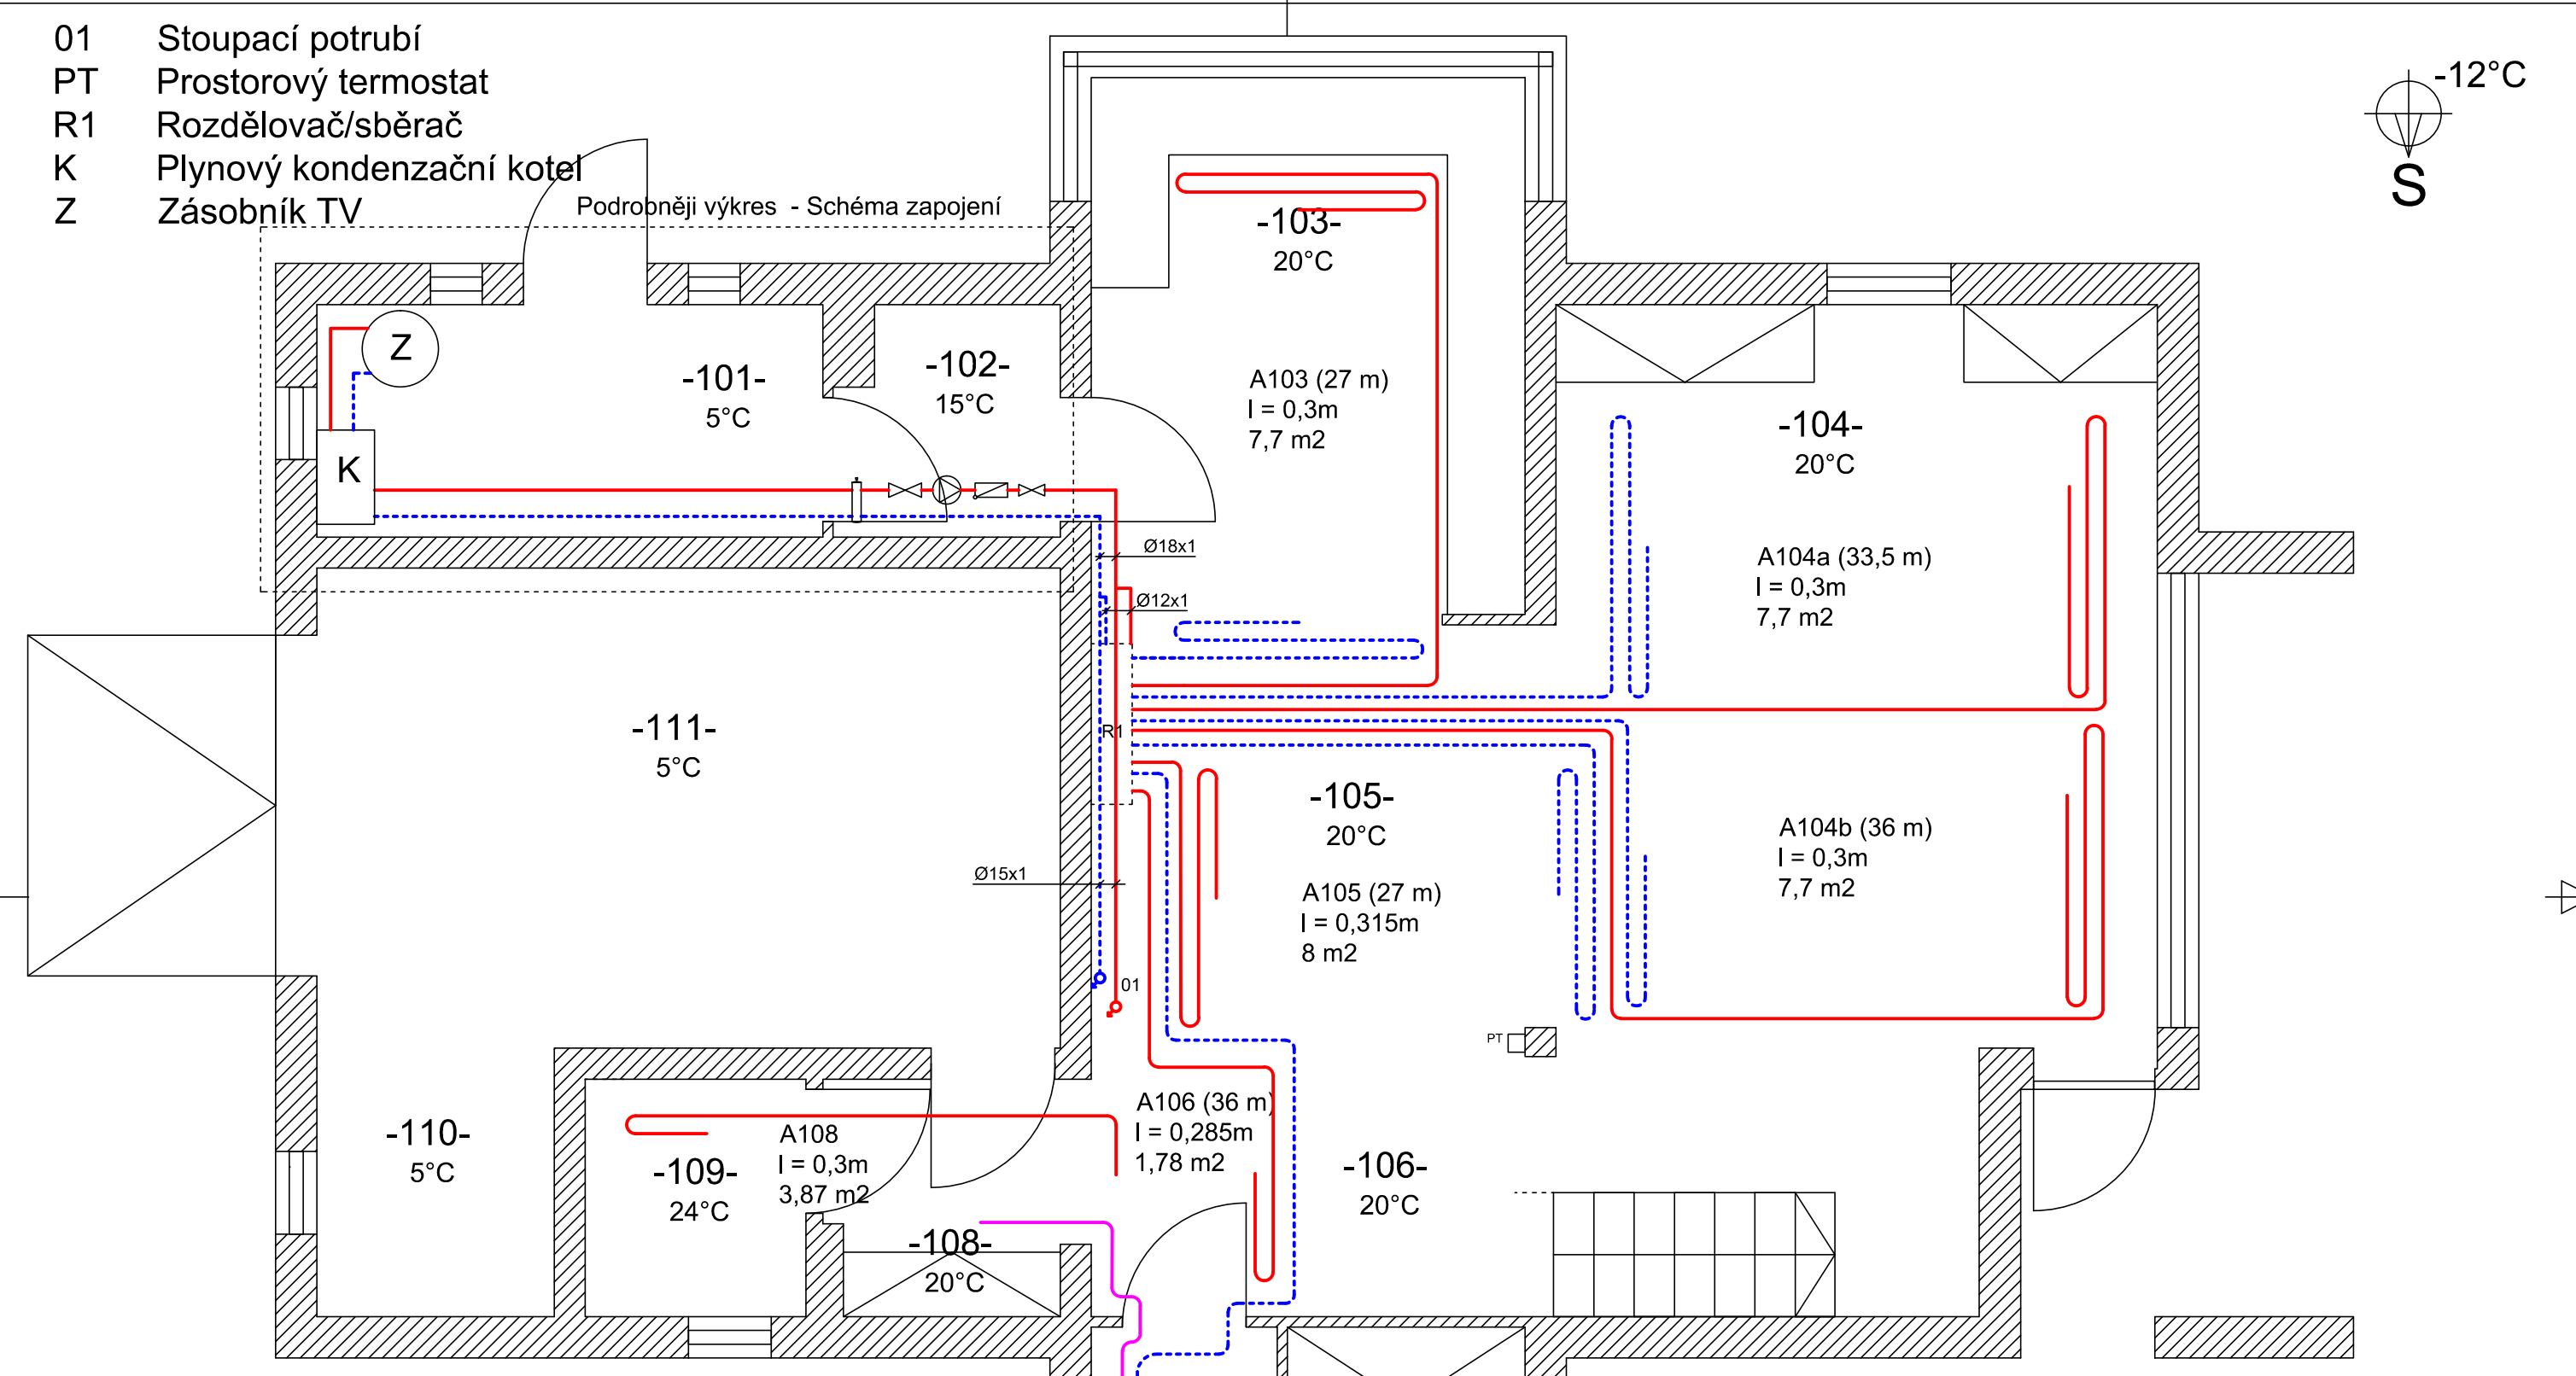 01 Stoupací potrubí
PT Prostorový termostat
R1 Rozdělovač/sběrač
K Plynový kondenzační kotel
Z Zásobník TV
Podrobněji výkres - Schéma zapojení
-12°C
S
-103-
20°C
Z
-101-
5°C
-102-
15°C
A103 (27 m)
l = 0,3m
7,7 m2
-104-
20°C
K
Ø18x1
A104a (33,5 m)
l = 0,3m
7,7 m2
Ø12x1
-111-
5°C
R1
-105-
20°C
A104b (36 m)
l = 0,3m
7,7 m2
Ø15x1
A105 (27 m)
l = 0,315m
8 m2
01
PT
-110-
5°C
-109-
24°C
A108
l = 0,3m
3,87 m2
A106 (36 m)
l = 0,285m
1,78 m2
-106-
20°C
-108-
20°C